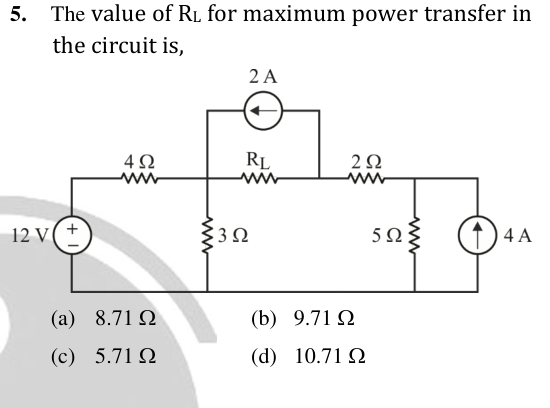 5. The value of RL for maximum power transfer in
the circuit is,
2 A
4 Ω RL 2 Ω
12 V + − 3 Ω 5 Ω 4 A
(a) 8.71 Ω (b) 9.71 Ω
(c) 5.71 Ω (d) 10.71 Ω